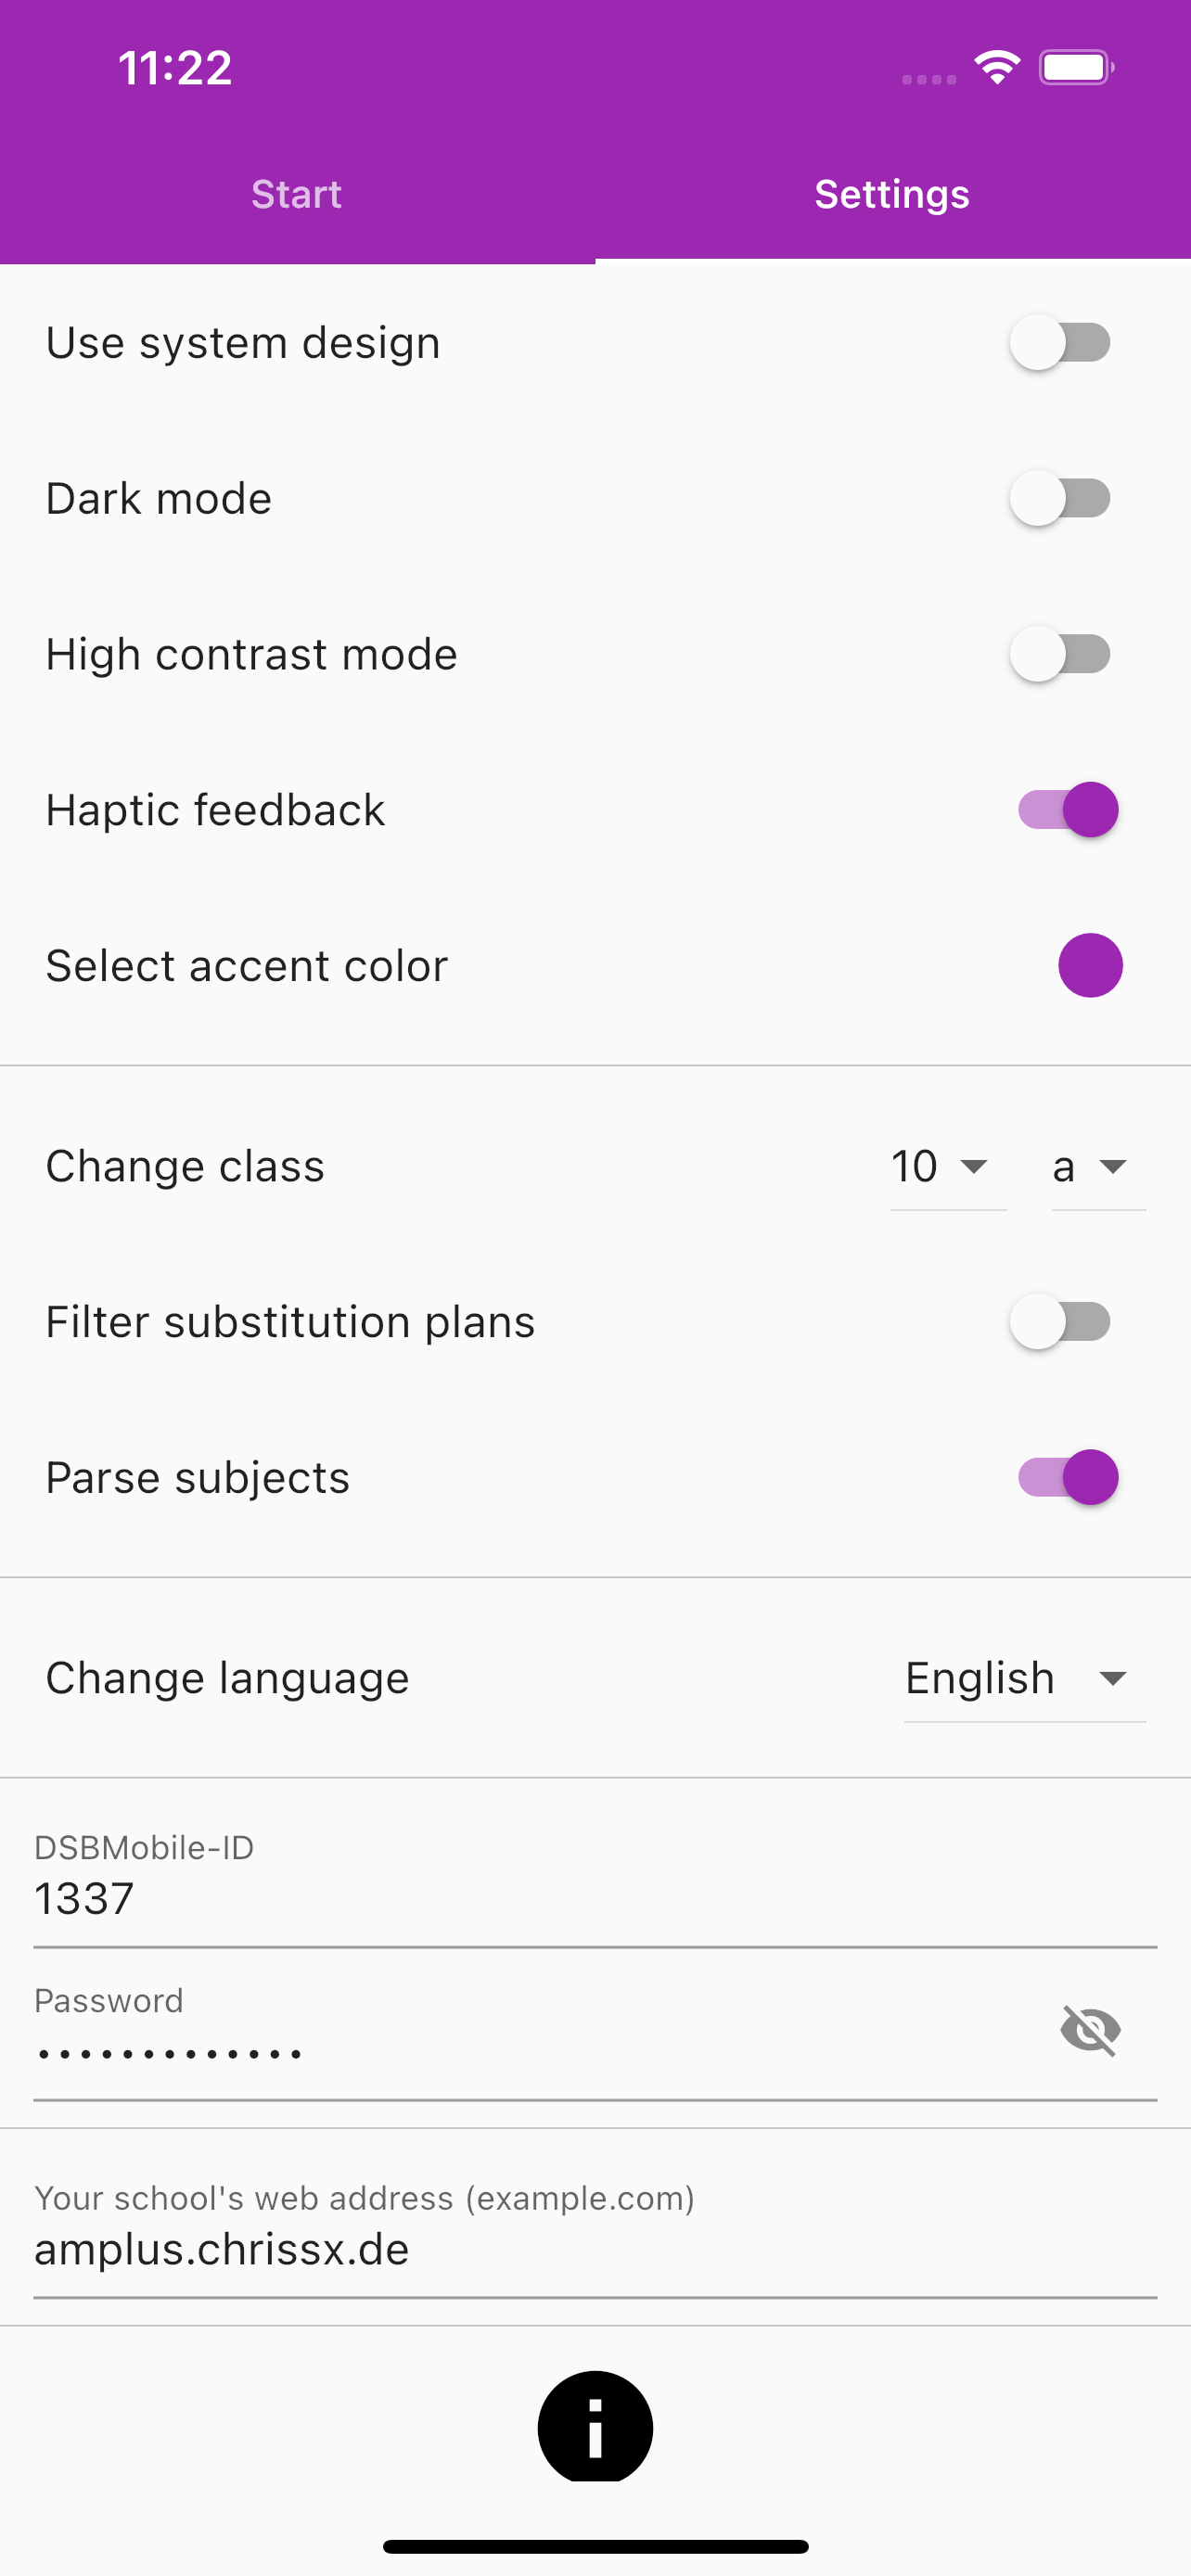 11:22
Start Settings
Use system design
Dark mode
High contrast mode
Haptic feedback
Select accent color
Change class 10 a
Filter substitution plans
Parse subjects
Change language English
DSBMobile-ID
1337
Password
•••••••••••••
Your school's web address (example.com)
amplus.chrissx.de